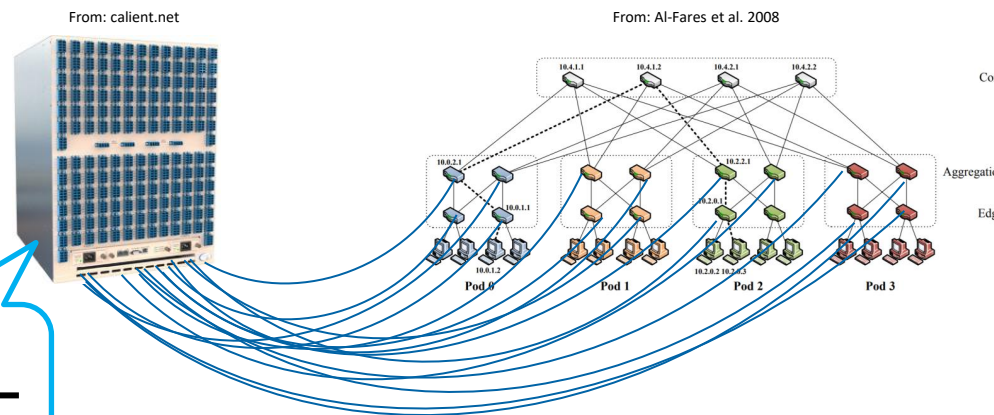 From: calient.net
From: Al-Fares et al. 2008
10.4.1.1
10.4.1.2
10.4.2.1
10.4.2.2
Co
10.0.2.1
10.2.2.1
Aggregatio
10.0.1.1
10.2.0.1
Edg
10.0.1.2
10.2.0.2
10.2.0.3
Pod 0
Pod 1
Pod 2
Pod 3